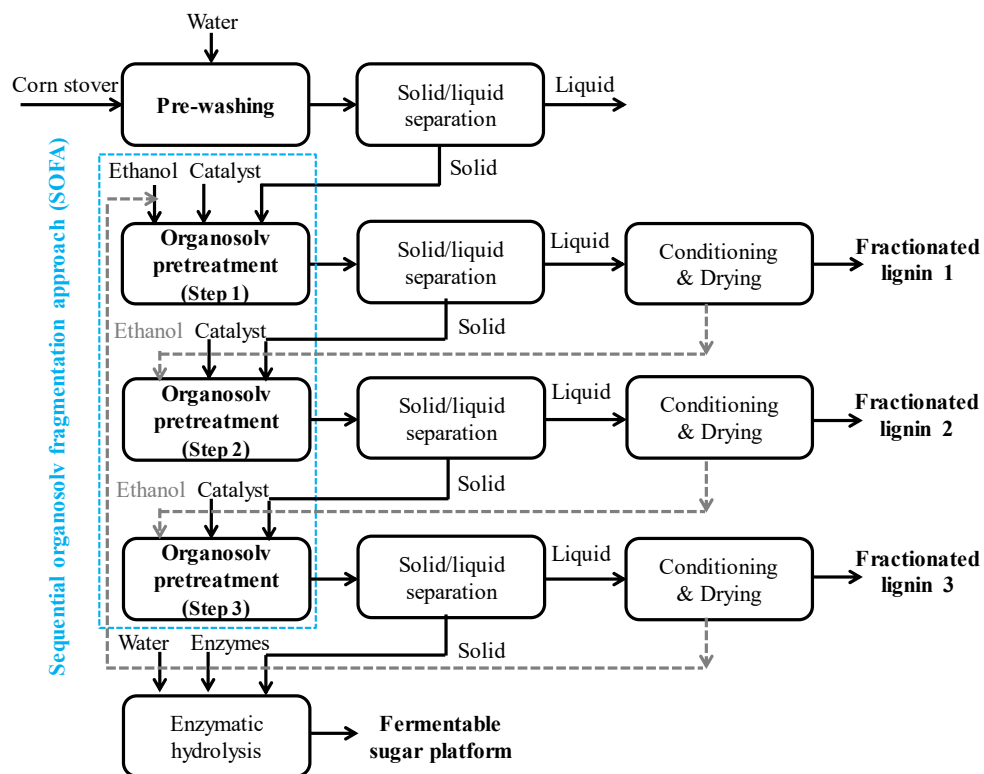 Water
Corn stover
Pre-washing
Solid/liquid
separation
Liquid
Solid
Sequential organosolv fragmentation approach (SOFA)
Ethanol
Catalyst
Organosolv
pretreatment
(Step 1)
Solid/liquid
separation
Liquid
Conditioning
& Drying
Fractionated
lignin 1
Solid
Ethanol
Catalyst
Organosolv
pretreatment
(Step 2)
Solid/liquid
separation
Liquid
Conditioning
& Drying
Fractionated
lignin 2
Solid
Ethanol
Catalyst
Organosolv
pretreatment
(Step 3)
Solid/liquid
separation
Liquid
Conditioning
& Drying
Fractionated
lignin 3
Solid
Water
Enzymes
Enzymatic
hydrolysis
Fermentable
sugar platform